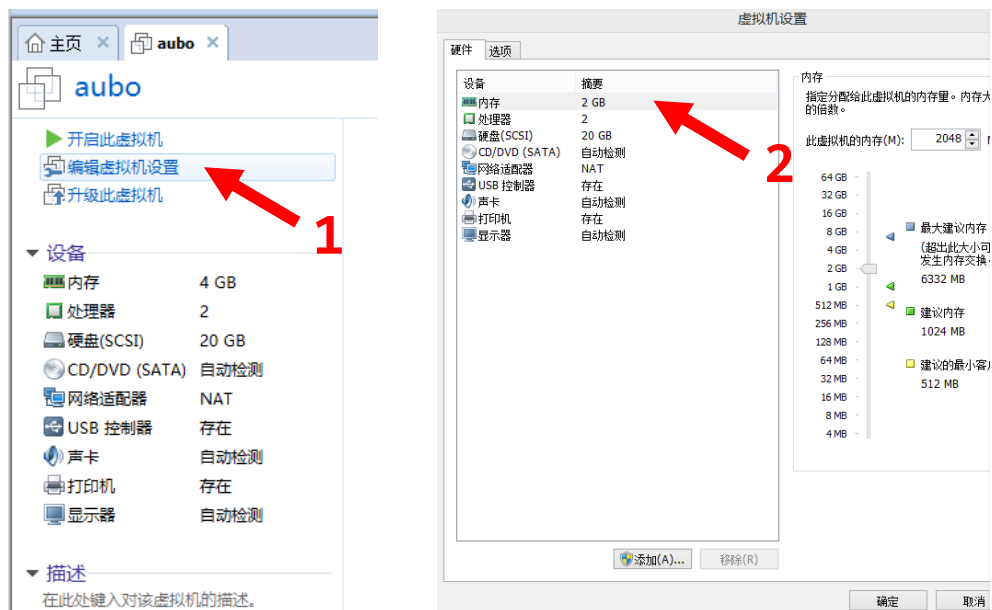 主页 × aubo ×
aubo
开启此虚拟机
编辑虚拟机设置
升级此虚拟机
1
设备
内存 4 GB
处理器 2
硬盘(SCSI) 20 GB
CD/DVD (SATA) 自动检测
网络适配器 NAT
USB 控制器 存在
声卡 自动检测
打印机 存在
显示器 自动检测
描述
在此处键入对该虚拟机的描述。
虚拟机设置
硬件 选项
设备 摘要
内存 2 GB
处理器 2
硬盘(SCSI) 20 GB
CD/DVD (SATA) 自动检测
网络适配器 NAT
USB 控制器 存在
声卡 自动检测
打印机 存在
显示器 自动检测
2
添加(A)... 移除(R)
内存
指定分配给此虚拟机的内存量。内存大
的倍数。
此虚拟机的内存(M): 2048
64 GB
32 GB
16 GB
8 GB
4 GB
2 GB
1 GB
512 MB
256 MB
128 MB
64 MB
32 MB
16 MB
8 MB
4 MB
最大建议内存
(超出此大小可
发生内存交换。
6332 MB
建议内存
1024 MB
建议的最小客
512 MB
确定 取消